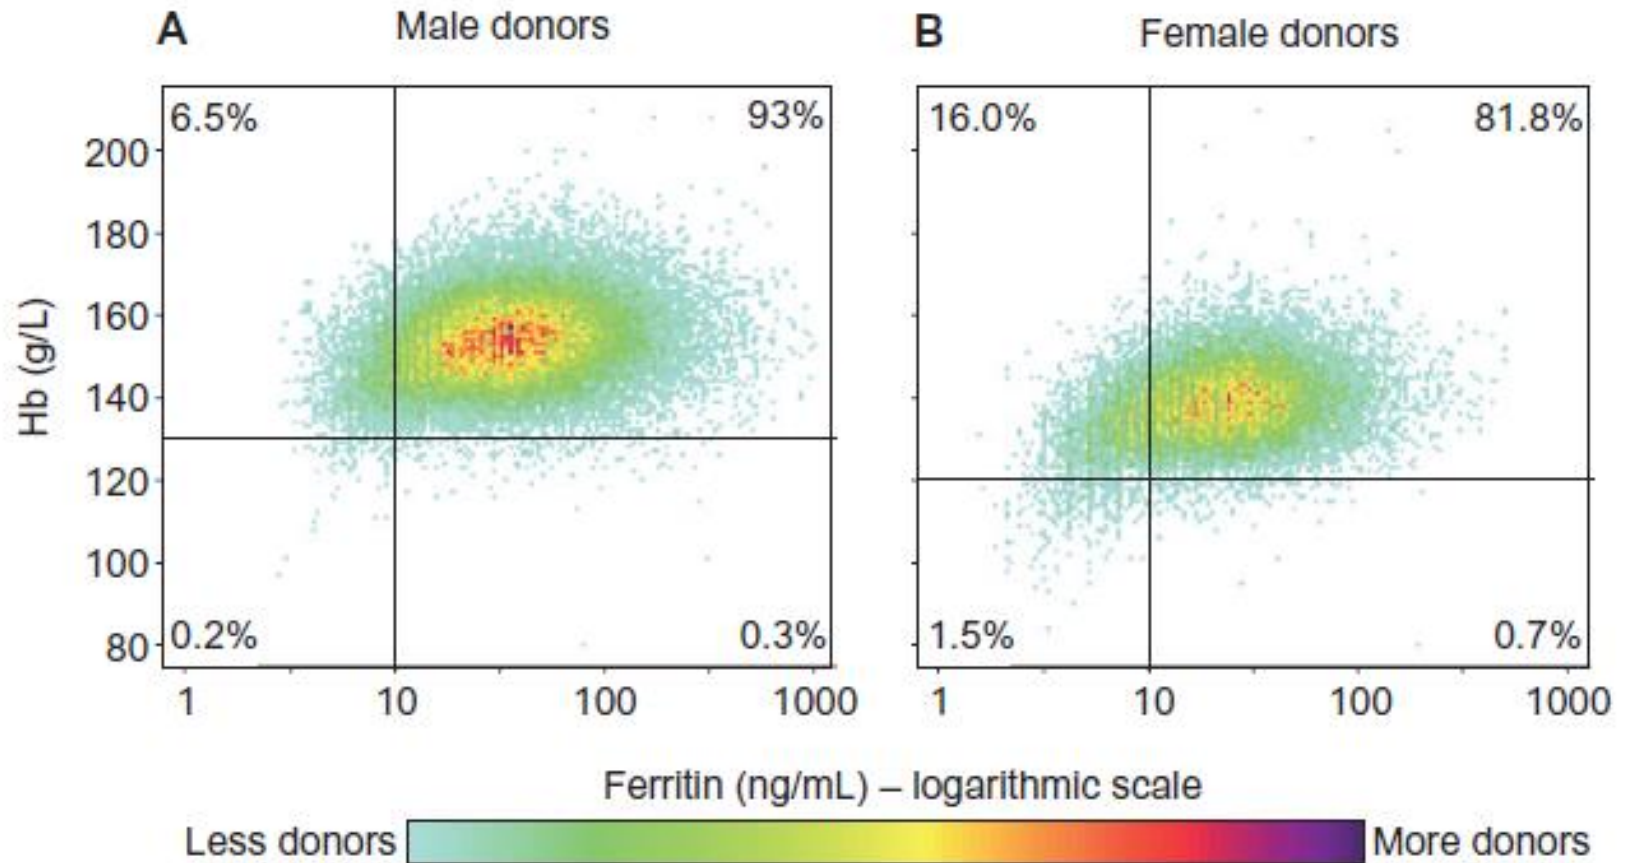 A Male donors
B Female donors
6.5% 93%
16.0% 81.8%
200
180
160
140
120
100
80
Hb (g/L)
0.2% 0.3%
1.5% 0.7%
1 10 100 1000
1 10 100 1000
Ferritin (ng/mL) – logarithmic scale
Less donors More donors